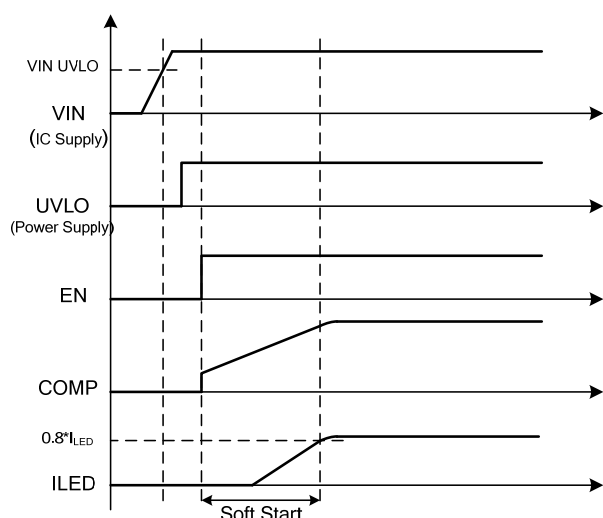 VIN UVLO
VIN
(IC Supply)
UVLO
(Power Supply)
EN
COMP
0.8*ILED
ILED
Soft Start